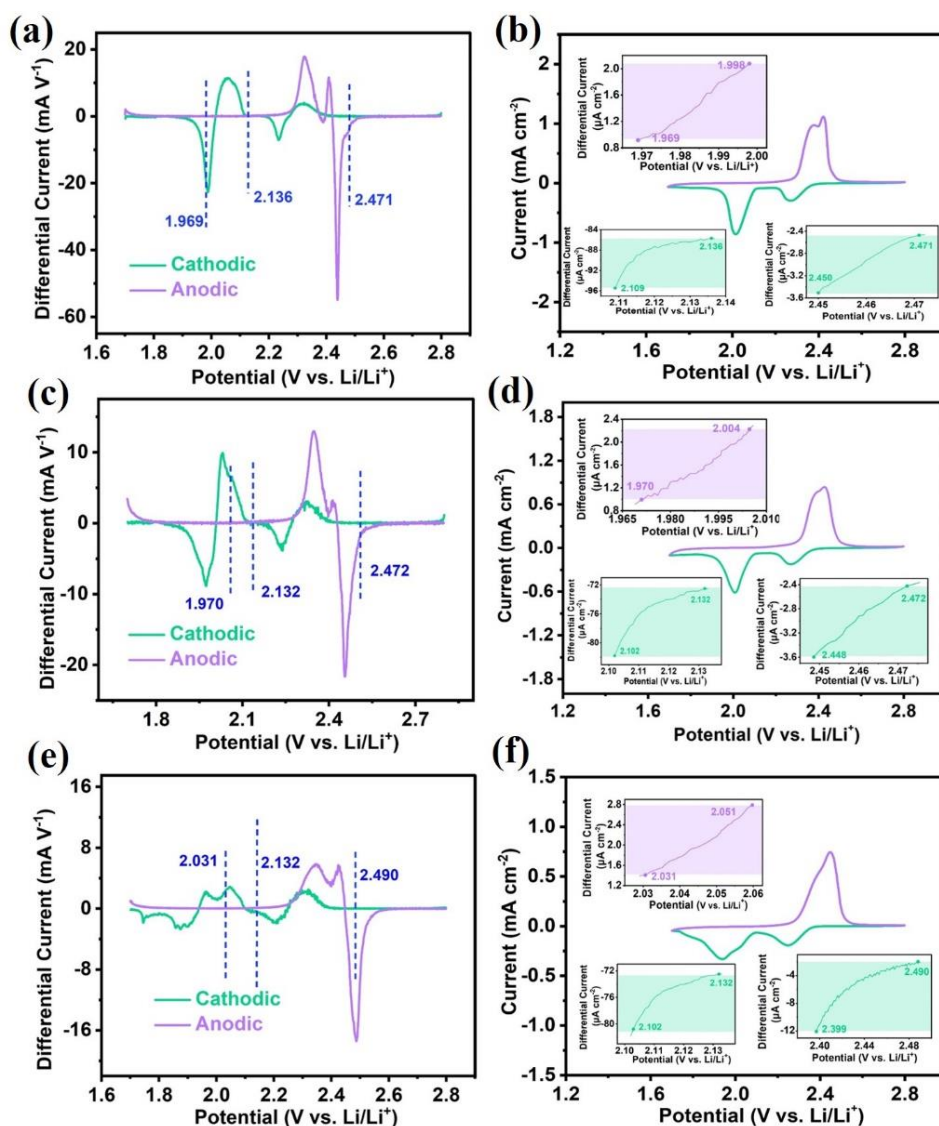 (a)
Differential Current (mA V⁻¹)
20
0
-20
-40
-60
1.969
2.136
2.471
Cathodic
Anodic
1.6 1.8 2.0 2.2 2.4 2.6 2.8
Potential (V vs. Li/Li⁺)
(b)
Current (mA cm⁻²)
2
1
0
-1
-2
Differential Current
(μA cm⁻²)
2.0
1.6
1.2
0.8
1.998
1.969
1.97 1.98 1.99 2.00
Potential (V vs. Li/Li⁺)
Differential Current
(μA cm⁻²)
-84
-88
-92
-96
2.136
2.109
2.11 2.12 2.13 2.14
Potential (V vs. Li/Li⁺)
Differential Current
(μA cm⁻²)
-2.4
-3.0
-3.6
2.471
2.450
2.45 2.46 2.47
Potential (V vs. Li/Li⁺)
1.2 1.6 2.0 2.4 2.8
Potential (V vs. Li/Li⁺)
(c)
Differential Current (mA V⁻¹)
10
0
-10
-20
1.970
2.132
2.472
Cathodic
Anodic
1.8 2.1 2.4 2.7
Potential (V vs. Li/Li⁺)
(d)
Current (mA cm⁻²)
1.8
1.2
0.6
0.0
-0.6
-1.2
-1.8
Differential Current
(μA cm⁻²)
2.4
2.0
1.6
1.2
0.8
2.004
1.970
1.965 1.980 1.995 2.010
Potential (V vs. Li/Li⁺)
Differential Current
(μA cm⁻²)
-72
-76
-80
2.132
2.102
2.10 2.11 2.12 2.13
Potential (V vs. Li/Li⁺)
Differential Current
(μA cm⁻²)
-2.4
-3.0
-3.6
2.472
2.448
2.45 2.46 2.47
Potential (V vs. Li/Li⁺)
1.2 1.6 2.0 2.4 2.8
Potential (V vs. Li/Li⁺)
(e)
Differential Current (mA V⁻¹)
16
8
0
-8
-16
2.031
2.132
2.490
Cathodic
Anodic
1.8 2.0 2.2 2.4 2.6 2.8
Potential (V vs. Li/Li⁺)
(f)
Current (mA cm⁻²)
1.5
1.0
0.5
0.0
-0.5
-1.0
-1.5
Differential Current
(μA cm⁻²)
2.8
2.4
2.0
1.6
1.2
2.031
2.03 2.04 2.05 2.06
Potential (V vs. Li/Li⁺)
Differential Current
(μA cm⁻²)
-72
-76
-80
2.132
2.102
2.10 2.11 2.12 2.13
Potential (V vs. Li/Li⁺)
Differential Current
(μA cm⁻²)
-4
-8
-12
2.490
2.399
2.40 2.44 2.48
Potential (V vs. Li/Li⁺)
1.2 1.6 2.0 2.4 2.8
Potential (V vs. Li/Li⁺)